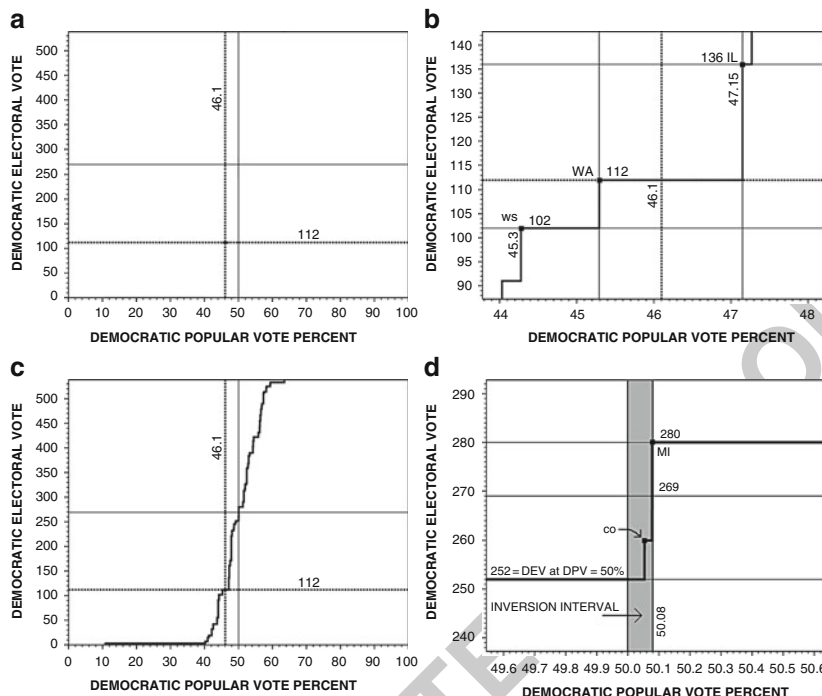 a
DEMOCRATIC ELECTORAL VOTE
500
450
400
350
300
250
200
150
100
50
0
46.1
112
0 10 20 30 40 50 60 70 80 90 100
DEMOCRATIC POPULAR VOTE PERCENT
b
DEMOCRATIC ELECTORAL VOTE
140
135
130
125
120
115
110
105
100
95
90
136 IL
47.15
WA
112
46.1
ws
102
45.3
44 45 46 47 48
DEMOCRATIC POPULAR VOTE PERCENT
c
DEMOCRATIC ELECTORAL VOTE
500
450
400
350
300
250
200
150
100
50
0
46.1
112
0 10 20 30 40 50 60 70 80 90 100
DEMOCRATIC POPULAR VOTE PERCENT
d
DEMOCRATIC ELECTORAL VOTE
290
280
270
260
250
240
280
MI
269
co
252 = DEV at DPV = 50%
INVERSION INTERVAL
50.08
49.6 49.7 49.8 49.9 50.0 50.1 50.2 50.3 50.4 50.5 50.6
DEMOCRATIC POPULAR VOTE PERCENT